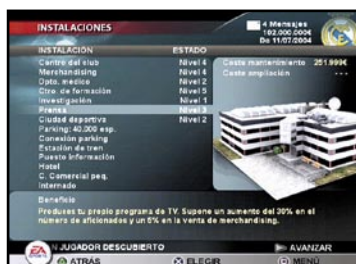 INSTALACIONES
4 Mensajes
102.000.000€
Do 11/07/2004
INSTALACIÓN ESTADO
Centro del club Nivel 4
Merchandising Nivel 4
Dpto. médico Nivel 2
Ctro. de formación Nivel 5
Investigación Nivel 1
Prensa Nivel 3
Ciudad deportiva Nivel 2
Parking: 40.000 esp.
Conexión parking
Estación de tren
Puesto información
Hotel
C. Comercial peq.
Internado
Coste mantenimiento 251.999€
Coste ampliación ---
Beneficio
Produces tu propio programa de TV. Supone un aumento del 30% en el
número de aficionados y un 5% en la venta de merchandising.
EA
SPORTS
N JUGADOR DESCUBIERTO
AVANZAR
ATRÁS
ELEGIR
MENÚ